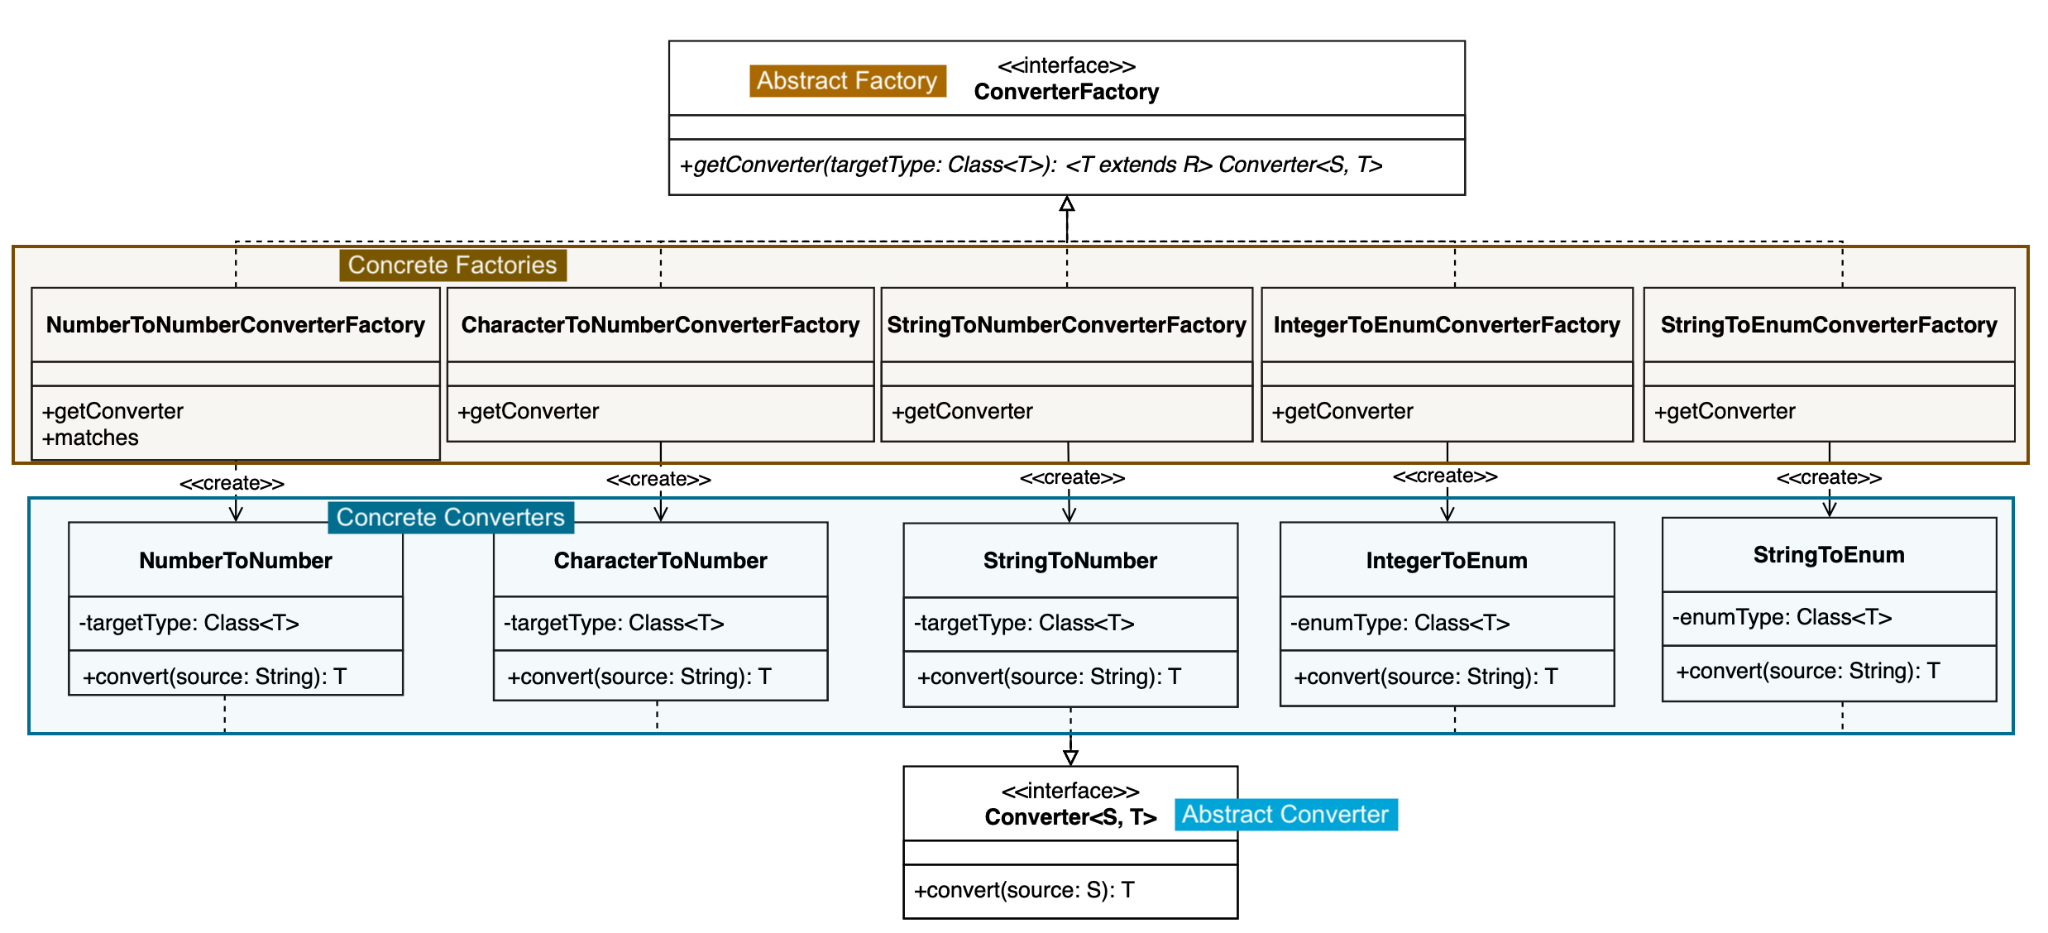 <<interface>>
Abstract Factory
ConverterFactory
+getConverter(targetType: Class<T>): <T extends R> Converter<S, T>
Concrete Factories
NumberToNumberConverterFactory
+getConverter
+matches
CharacterToNumberConverterFactory
+getConverter
StringToNumberConverterFactory
+getConverter
IntegerToEnumConverterFactory
+getConverter
StringToEnumConverterFactory
+getConverter
<<create>>
<<create>>
<<create>>
<<create>>
<<create>>
Concrete Converters
NumberToNumber
-targetType: Class<T>
+convert(source: String): T
CharacterToNumber
-targetType: Class<T>
+convert(source: String): T
StringToNumber
-targetType: Class<T>
+convert(source: String): T
IntegerToEnum
-enumType: Class<T>
+convert(source: String): T
StringToEnum
-enumType: Class<T>
+convert(source: String): T
<<interface>>
Converter<S, T>
Abstract Converter
+convert(source: S): T